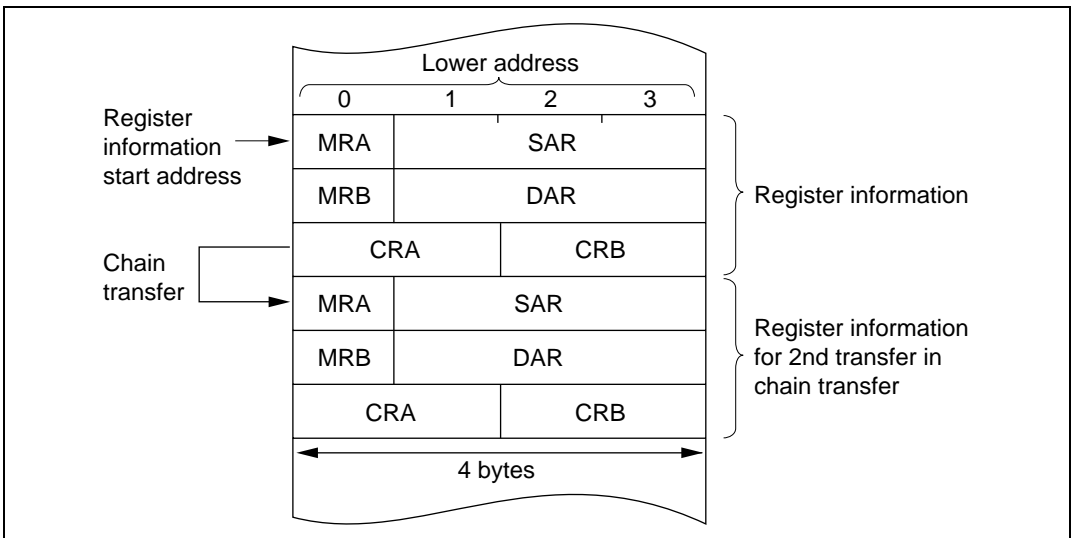 Lower address
0 1 2 3
Register
information
start address
MRA SAR
MRB DAR
Register information
CRA CRB
Chain
transfer
MRA SAR
MRB DAR
Register information
for 2nd transfer in
chain transfer
CRA CRB
4 bytes